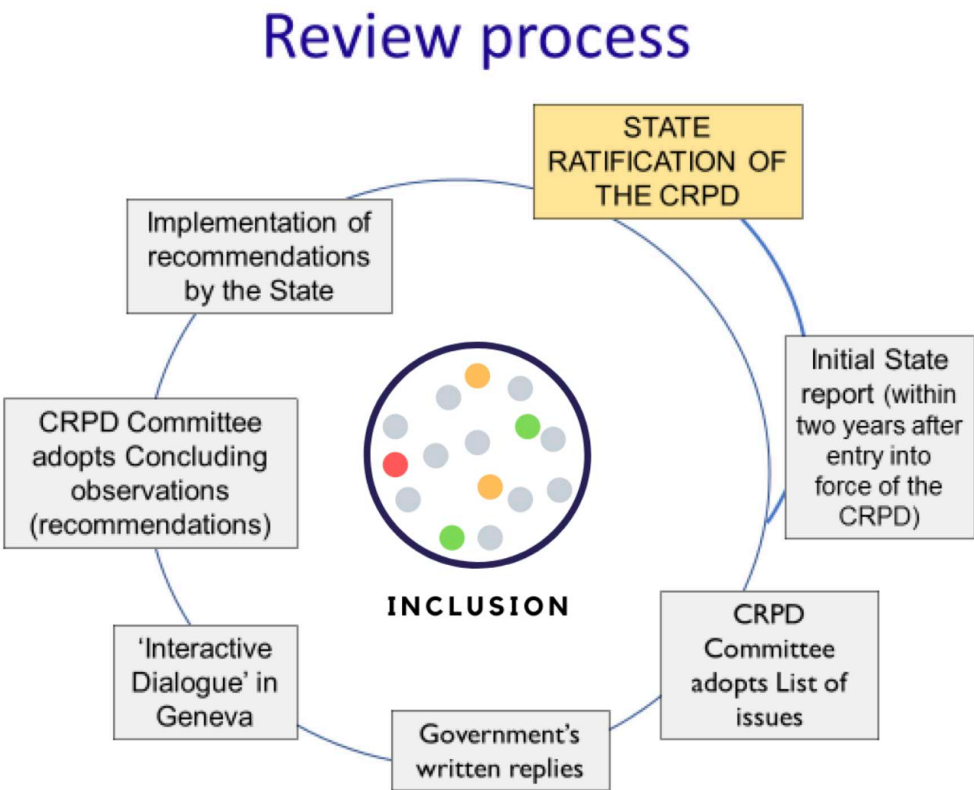 Review process
STATE
RATIFICATION OF
THE CRPD
Initial State
report (within
two years after
entry into
force of the
CRPD)
CRPD
Committee
adopts List of
issues
Government's
written replies
'Interactive
Dialogue' in
Geneva
CRPD Committee
adopts Concluding
observations
(recommendations)
Implementation of
recommendations
by the State
INCLUSION